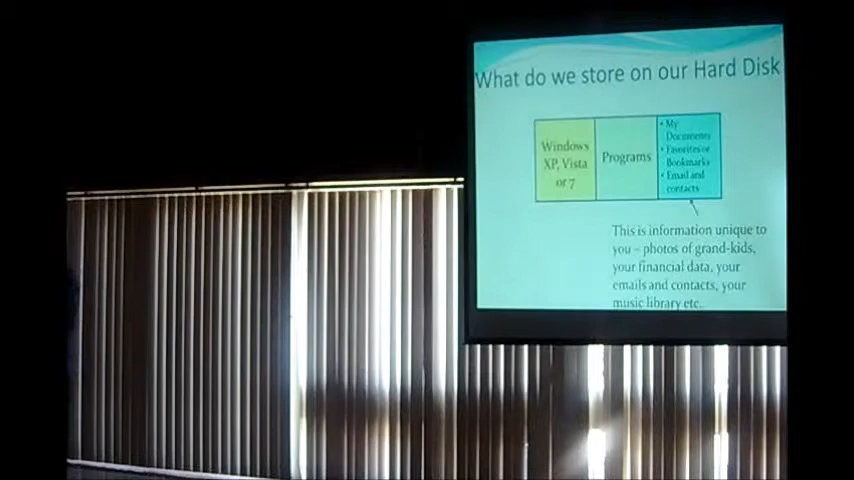 What do we store on our Hard Disk
Windows
XP, Vista
or 7
Programs
• My
Documents
• Favorites or
Bookmarks
• Email and
contacts
This is information unique to
you – photos of grand-kids,
your financial data, your
emails and contacts, your
music library etc.